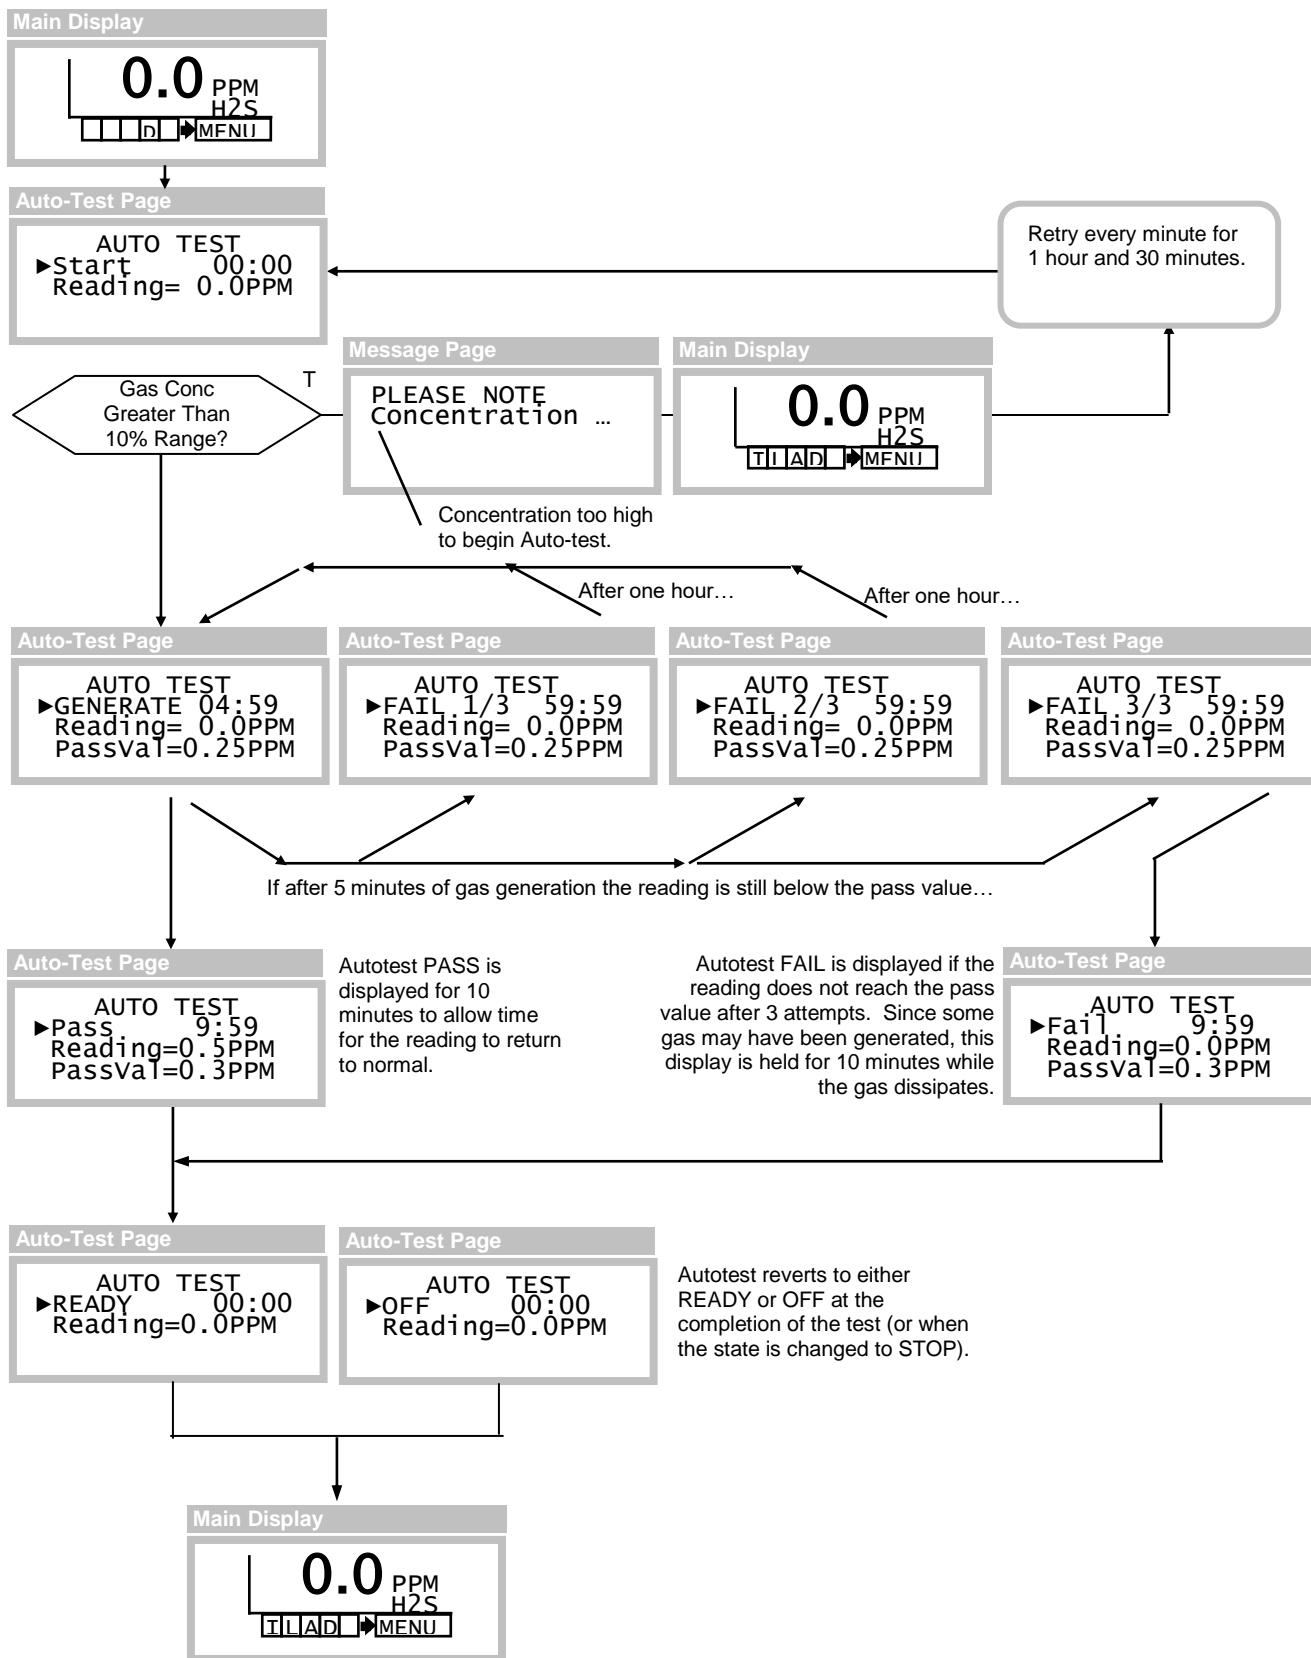 Main Display
0.0 PPM
H2S
D MENU
Auto-Test Page
AUTO TEST
►Start 00:00
Reading= 0.0PPM
Retry every minute for
1 hour and 30 minutes.
Gas Conc
Greater Than
10% Range?
T
Message Page
PLEASE NOTE
Concentration …
Main Display
0.0 PPM
H2S
MENU
Concentration too high
to begin Auto-test.
After one hour…
After one hour…
Auto-Test Page
AUTO TEST
►GENERATE 04:59
Reading= 0.0PPM
PassVal=0.25PPM
Auto-Test Page
AUTO TEST
►FAIL 1/3 59:59
Reading= 0.0PPM
PassVal=0.25PPM
Auto-Test Page
AUTO TEST
►FAIL 2/3 59:59
Reading= 0.0PPM
PassVal=0.25PPM
Auto-Test Page
AUTO TEST
►FAIL 3/3 59:59
Reading= 0.0PPM
PassVal=0.25PPM
If after 5 minutes of gas generation the reading is still below the pass value…
Auto-Test Page
AUTO TEST
►Pass 9:59
Reading=0.5PPM
PassVal=0.3PPM
Autotest PASS is
displayed for 10
minutes to allow time
for the reading to return
to normal.
Autotest FAIL is displayed if the
reading does not reach the pass
value after 3 attempts. Since some
gas may have been generated, this
display is held for 10 minutes while
the gas dissipates.
Auto-Test Page
AUTO TEST
►Fail 9:59
Reading=0.0PPM
PassVal=0.3PPM
Auto-Test Page
AUTO TEST
►READY 00:00
Reading=0.0PPM
Auto-Test Page
AUTO TEST
►OFF 00:00
Reading=0.0PPM
Autotest reverts to either
READY or OFF at the
completion of the test (or when
the state is changed to STOP).
Main Display
0.0 PPM
H2S
I L A D MENU